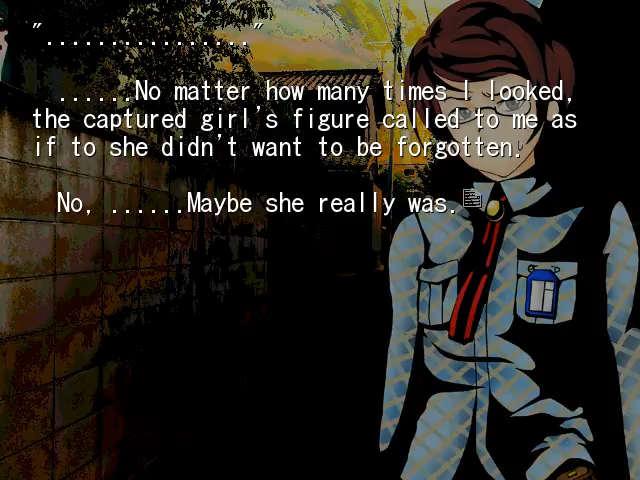 "................"
......No matter how many times I looked,
the captured girl's figure called to me as
if to she didn't want to be forgotten.
No, ......Maybe she really was.